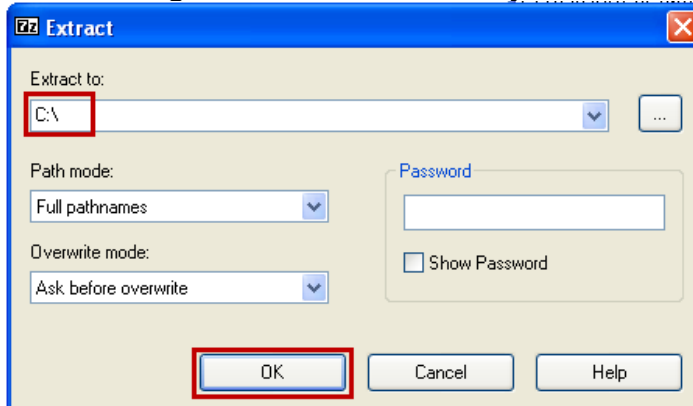 7z Extract
Extract to:
C:\
...
Path mode:
Full pathnames
Password
Overwrite mode:
Ask before overwrite
Show Password
OK
Cancel
Help